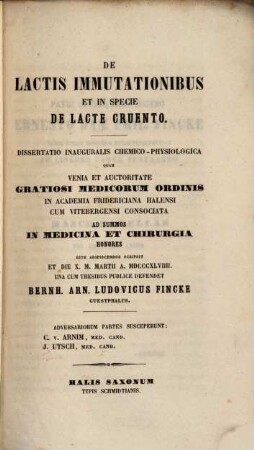 DE
LACTIS IMMUTATIONIBUS
ET IN SPECIE
DE LACTE CRUENTO.
DISSERTATIO INAUGURALIS CHEMICO-PHYSIOLOGICA
QUAM
VENIA ET AUCTORITATE
GRATIOSI MEDICORUM ORDINIS
IN ACADEMIA FRIDERICIANA HALENSI
CUM VITEBERGENSI CONSOCIATA
AD SUMMOS
IN MEDICINA ET CHIRURGIA
HONORES
RITE ADIPISCENDOS SCRIPSIT
ET DIE X. M. MARTII A. MDCCCXLVIII.
UNA CUM THESIBUS PUBLICE DEFENDET
BERNH. ARN. LUDOVICUS FINCKE
GUESTPHALUS.
ADVERSARIORUM PARTES SUSCEPERUNT:
C. v. ARNIM, MED. CAND.
J. UTSCH, MED. CAND.
HALIS SAXONUM
TYPIS SCHMIDTIANIS.